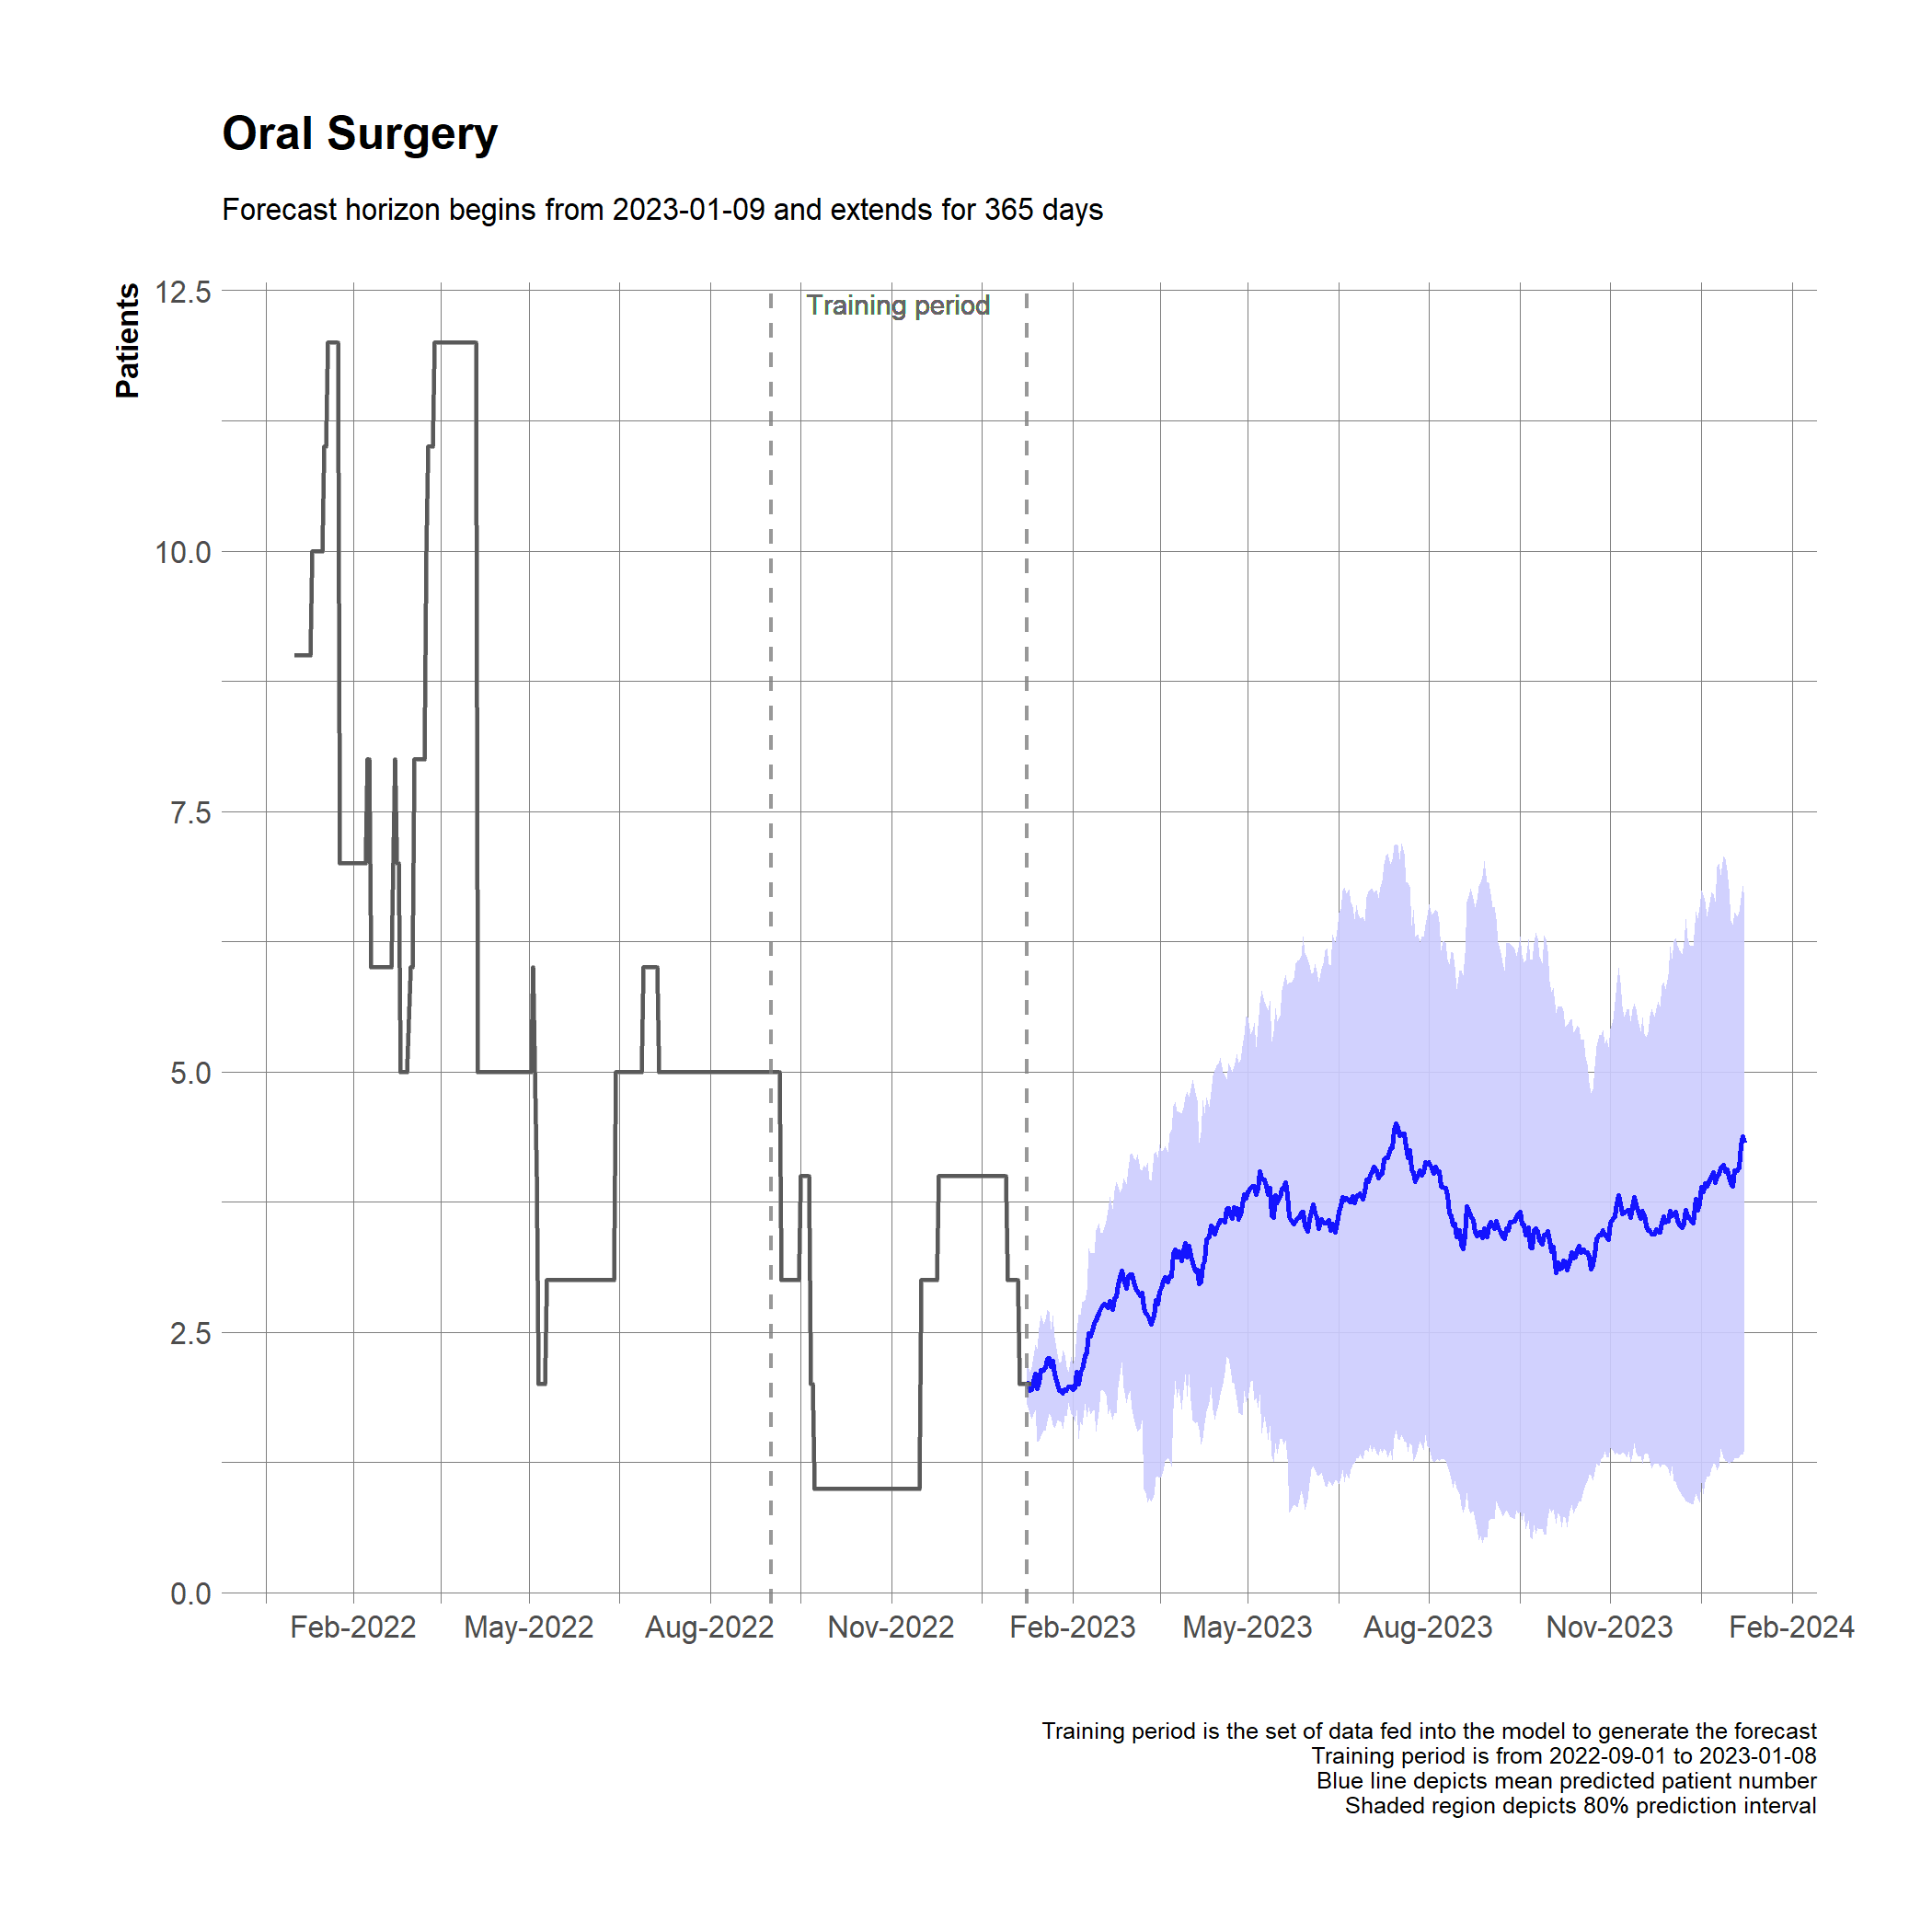 Oral Surgery
Forecast horizon begins from 2023-01-09 and extends for 365 days
Patients
12.5
10.0
7.5
5.0
2.5
0.0
Training period
Feb-2022 May-2022 Aug-2022 Nov-2022 Feb-2023 May-2023 Aug-2023 Nov-2023 Feb-2024
Training period is the set of data fed into the model to generate the forecast
Training period is from 2022-09-01 to 2023-01-08
Blue line depicts mean predicted patient number
Shaded region depicts 80% prediction interval